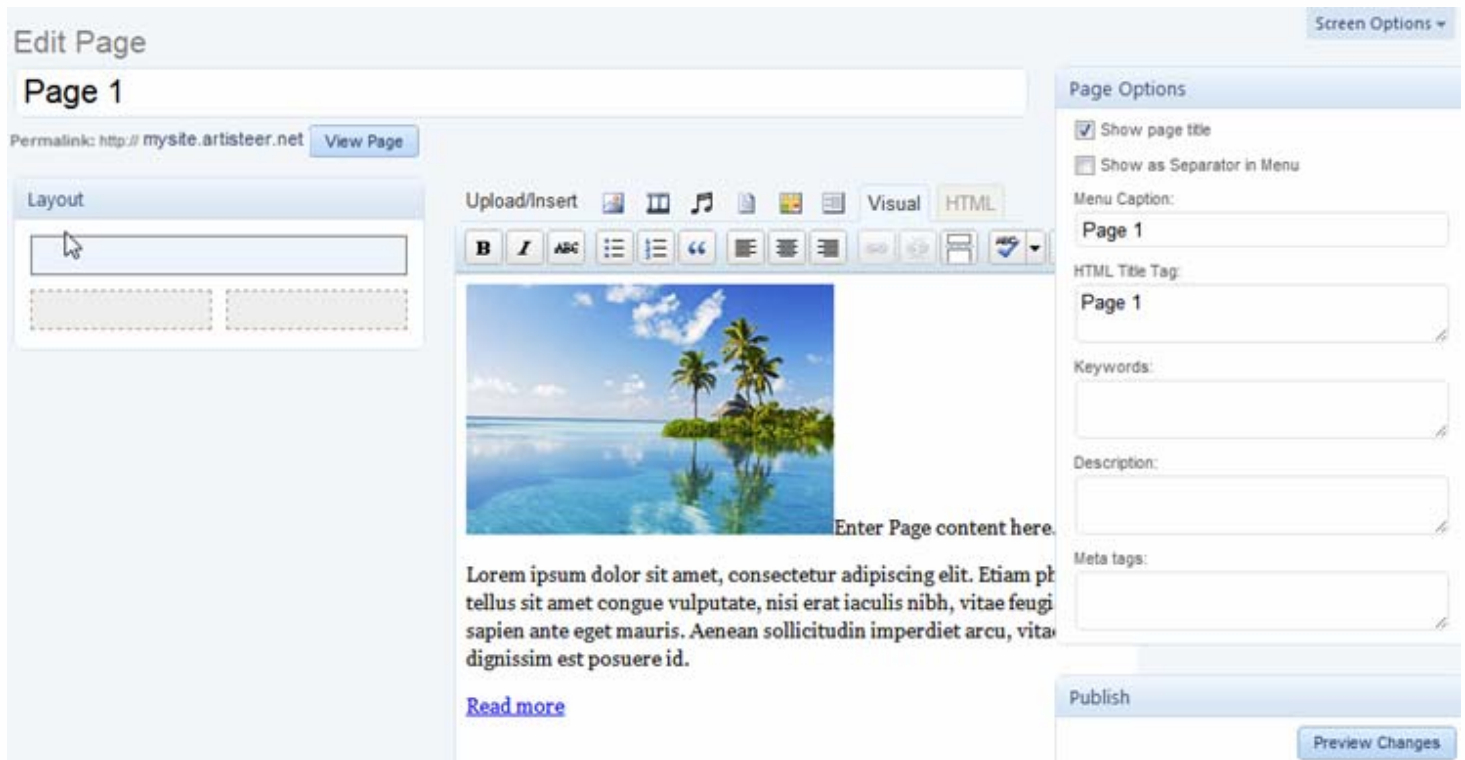 Screen Options
Edit Page
Page 1
Permalink: http:// mysite.artisteer.net View Page
Layout
Upload/Insert Visual HTML
B I ABC
Enter Page content here.
Lorem ipsum dolor sit amet, consectetur adipiscing elit. Etiam ph
tellus sit amet congue vulputate, nisi erat iaculis nibh, vitae feugi
sapien ante eget mauris. Aenean sollicitudin imperdiet arcu, vitae
dignissim est posuere id.
Read more
Page Options
Show page title
Show as Separator in Menu
Menu Caption:
Page 1
HTML Title Tag:
Page 1
Keywords:
Description:
Meta tags:
Publish
Preview Changes